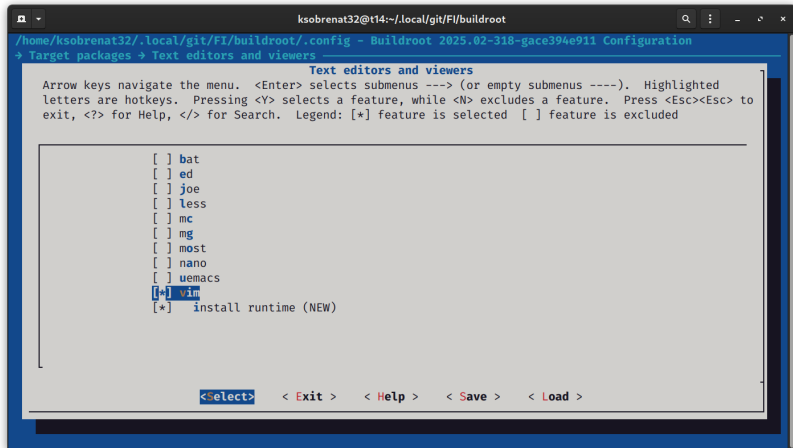 ksobrenat32@t14:~/.local/git/FI/buildroot
/home/ksobrenat32/.local/git/FI/buildroot/.config - Buildroot 2025.02-318-gace394e911 Configuration
→ Target packages → Text editors and viewers
Text editors and viewers
Arrow keys navigate the menu.  <Enter> selects submenus ---> (or empty submenus ----).  Highlighted
letters are hotkeys.  Pressing <Y> selects a feature, while <N> excludes a feature.  Press <Esc><Esc> to
exit, <?> for Help, </> for Search.  Legend: [*] feature is selected  [ ] feature is excluded
[ ] bat
[ ] ed
[ ] joe
[ ] less
[ ] mc
[ ] mg
[ ] most
[ ] nano
[ ] uemacs
[*] vim
[*]   install runtime (NEW)
<Select>    < Exit >    < Help >    < Save >    < Load >